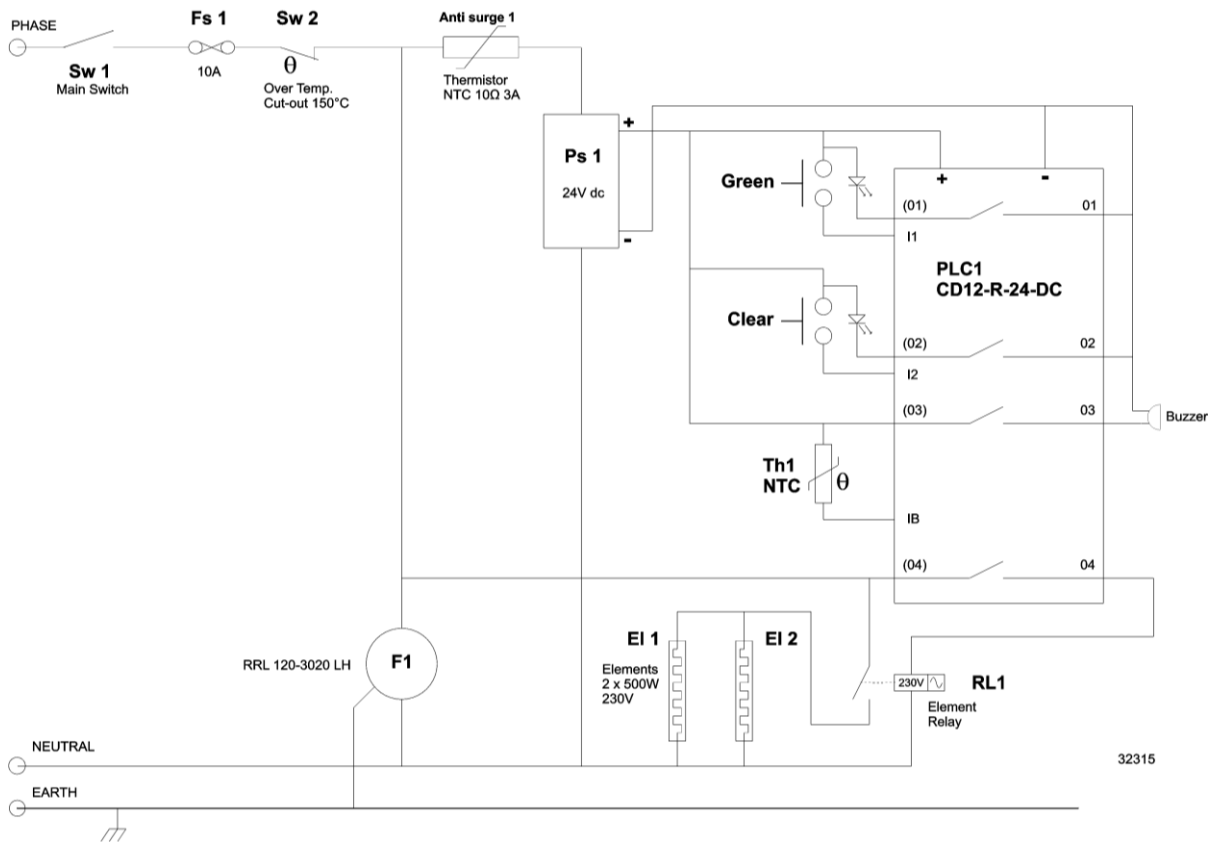 PHASE
Fs 1
Sw 2
Anti surge 1
Sw 1
Main Switch
10A
θ
Over Temp.
Cut-out 150°C
Thermistor
NTC 10Ω 3A
+
Ps 1
24V dc
-
Green
+
-
(01)
01
I1
PLC1
CD12-R-24-DC
Clear
(02)
02
I2
(03)
03
Buzzer
Th1
NTC
θ
IB
(04)
04
El 1
El 2
Elements
2 x 500W
230V
RRL 120-3020 LH
F1
230V
RL1
Element
Relay
NEUTRAL
32315
EARTH